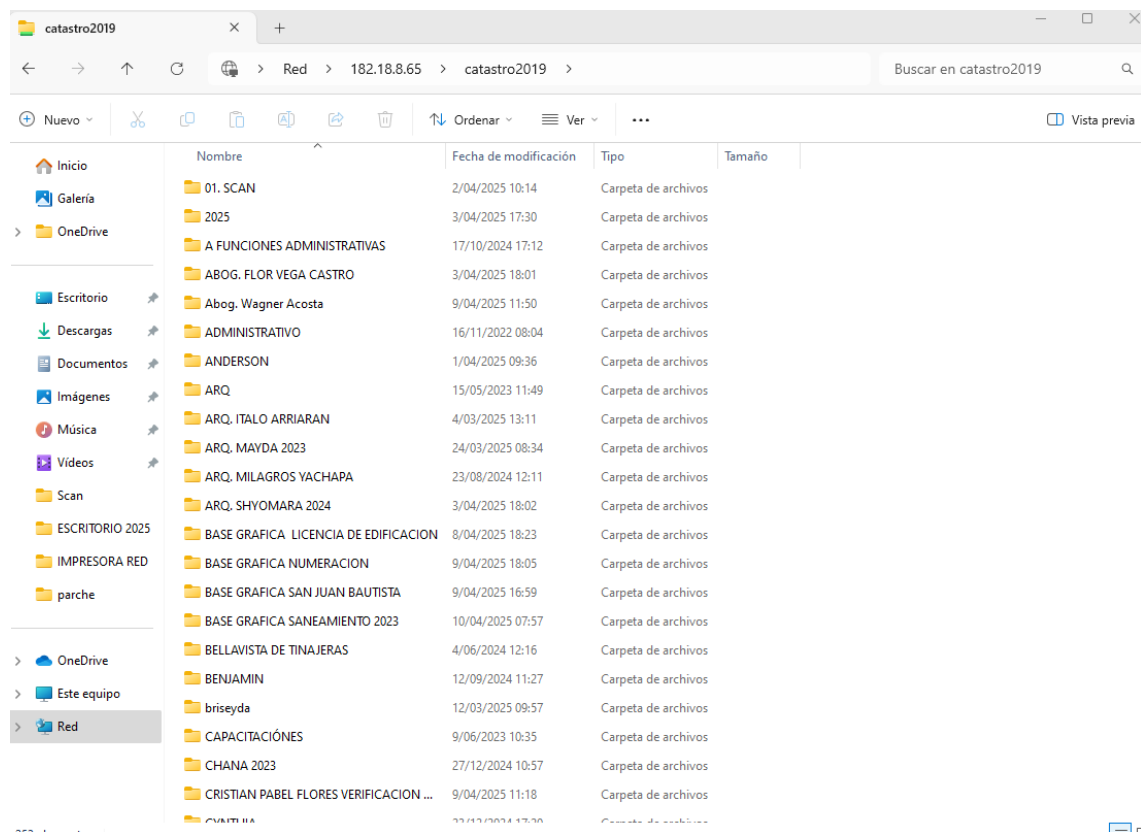 catastro2019
Red > 182.18.8.65 > catastro2019 >
Buscar en catastro2019
Nuevo
Ordenar
Ver
Vista previa
Inicio
Galería
OneDrive
Escritorio
Descargas
Documentos
Imágenes
Música
Vídeos
Scan
ESCRITORIO 2025
IMPRESORA RED
parche
OneDrive
Este equipo
Red
Nombre Fecha de modificación Tipo Tamaño
01. SCAN 2/04/2025 10:14 Carpeta de archivos
2025 3/04/2025 17:30 Carpeta de archivos
A FUNCIONES ADMINISTRATIVAS 17/10/2024 17:12 Carpeta de archivos
ABOG. FLOR VEGA CASTRO 3/04/2025 18:01 Carpeta de archivos
Abog. Wagner Acosta 9/04/2025 11:50 Carpeta de archivos
ADMINISTRATIVO 16/11/2022 08:04 Carpeta de archivos
ANDERSON 1/04/2025 09:36 Carpeta de archivos
ARQ 15/05/2023 11:49 Carpeta de archivos
ARQ. ITALO ARRIARAN 4/03/2025 13:11 Carpeta de archivos
ARQ. MAYDA 2023 24/03/2025 08:34 Carpeta de archivos
ARQ. MILAGROS YACHAPA 23/08/2024 12:11 Carpeta de archivos
ARQ. SHYOMARA 2024 3/04/2025 18:02 Carpeta de archivos
BASE GRAFICA  LICENCIA DE EDIFICACION 8/04/2025 18:23 Carpeta de archivos
BASE GRAFICA NUMERACION 9/04/2025 18:05 Carpeta de archivos
BASE GRAFICA SAN JUAN BAUTISTA 9/04/2025 16:59 Carpeta de archivos
BASE GRAFICA SANEAMIENTO 2023 10/04/2025 07:57 Carpeta de archivos
BELLAVISTA DE TINAJERAS 4/06/2024 12:16 Carpeta de archivos
BENJAMIN 12/09/2024 11:27 Carpeta de archivos
briseyda 12/03/2025 09:57 Carpeta de archivos
CAPACITACIÓNES 9/06/2023 10:35 Carpeta de archivos
CHANA 2023 27/12/2024 10:57 Carpeta de archivos
CRISTIAN PABEL FLORES VERIFICACION ... 9/04/2025 11:18 Carpeta de archivos